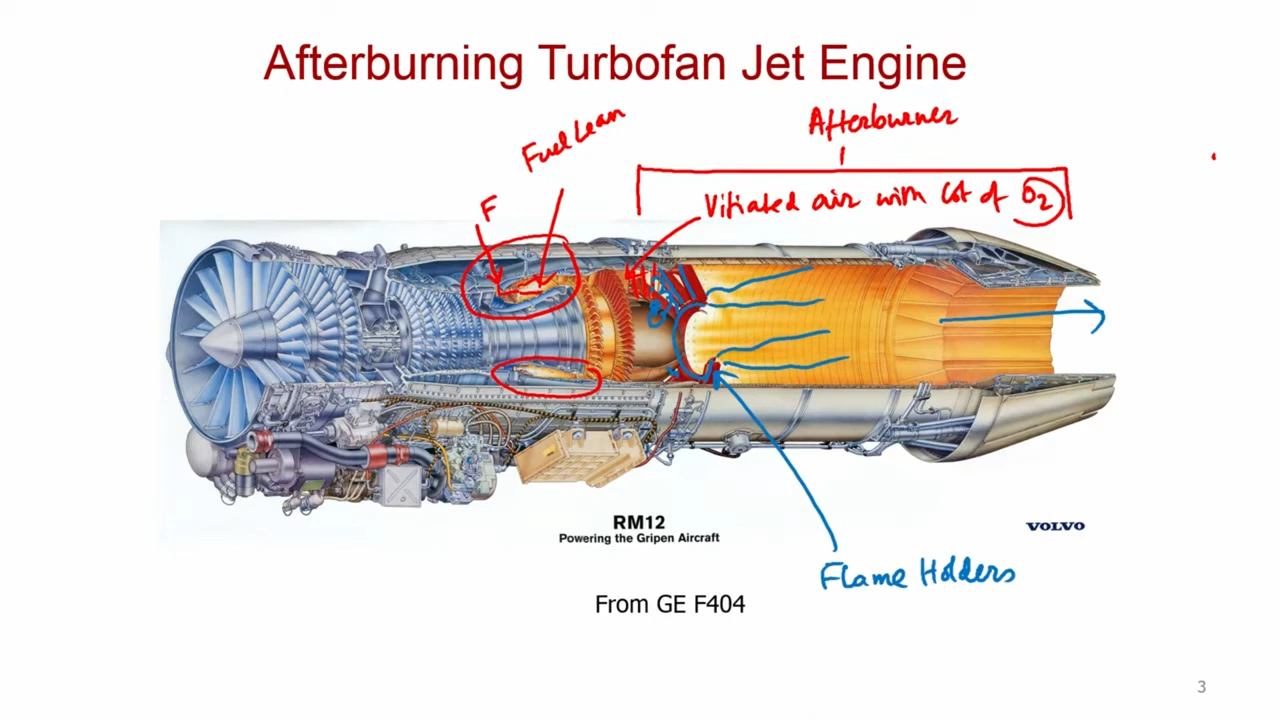 Afterburning Turbofan Jet Engine
Afterburner
Fuel Lean
F
Vitiated air with lot of O2
RM12
Powering the Gripen Aircraft
VOLVO
Flame Holders
From GE F404
3